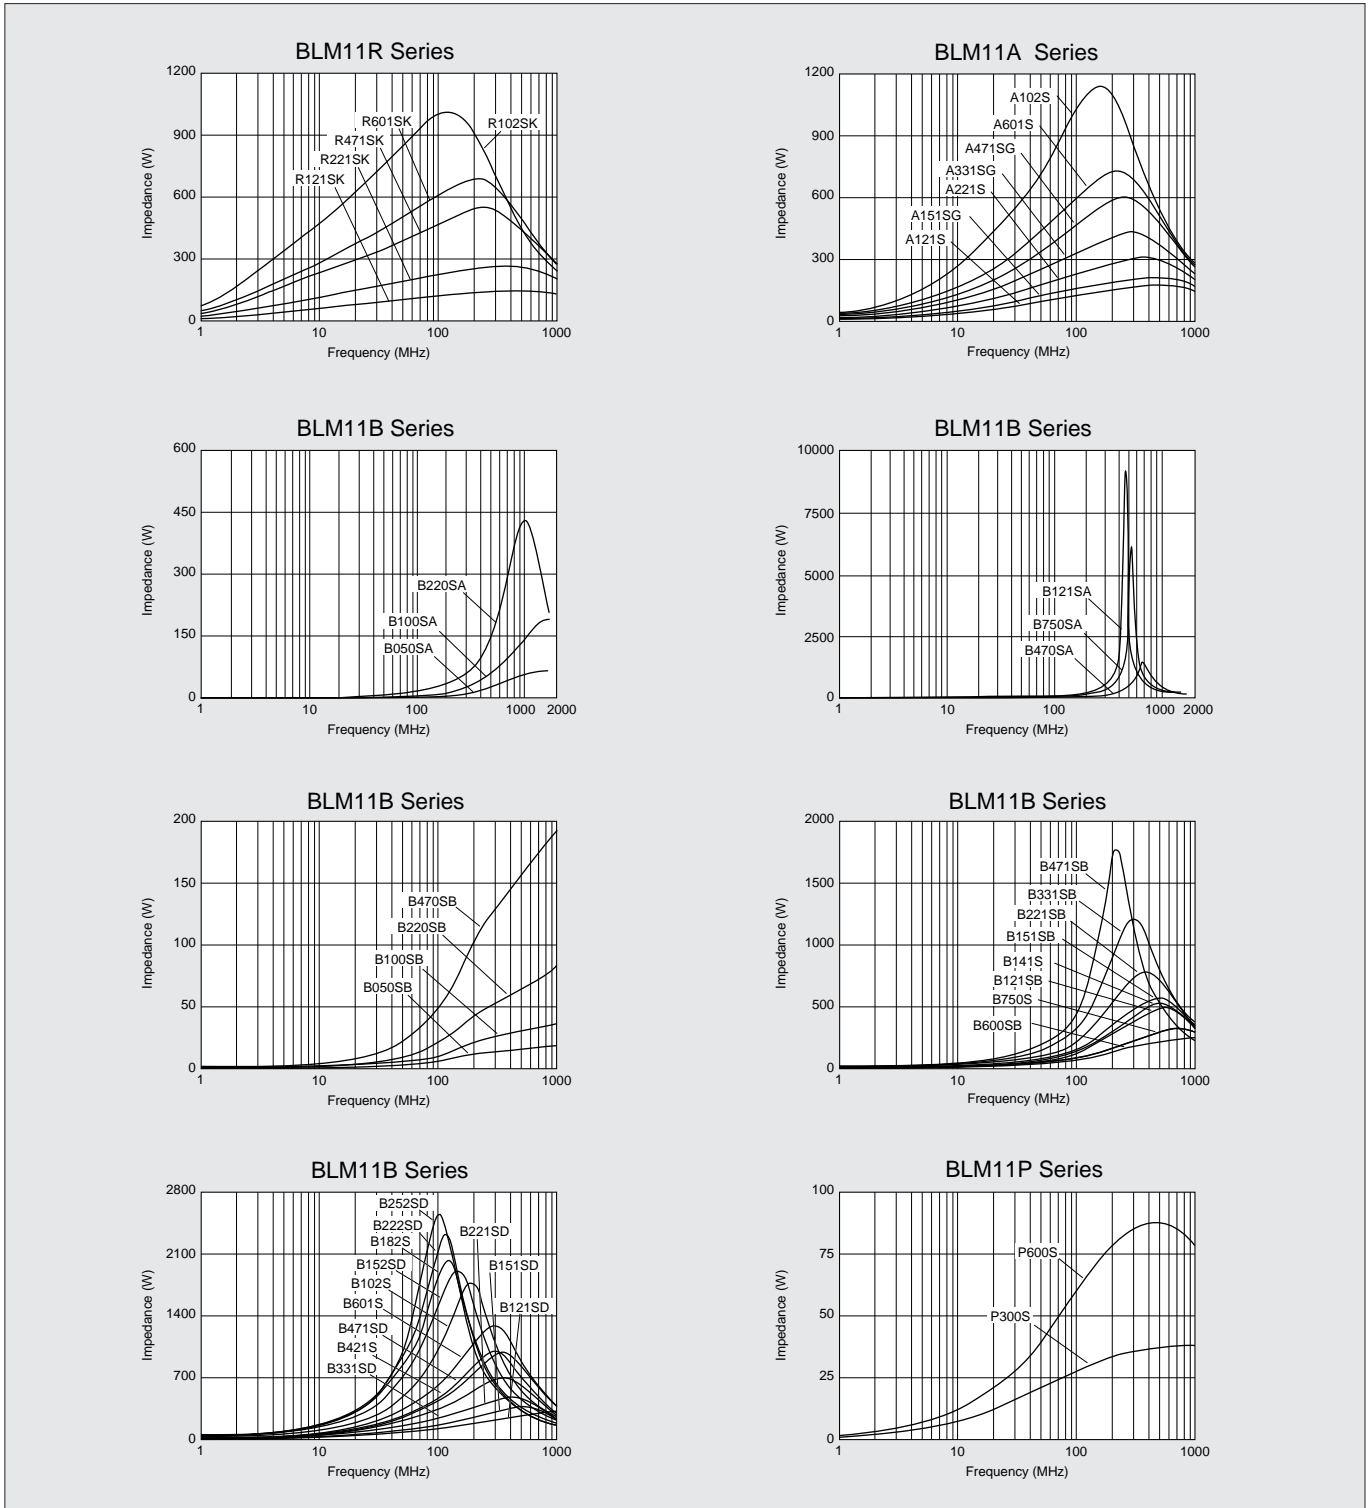 BLM11R Series
1200
900
600
300
0
Impedance (W)
R601SK
R471SK
R221SK
R121SK
R102SK
1 10 100 1000
Frequency (MHz)
BLM11A Series
1200
900
600
300
0
Impedance (W)
A102S
A601S
A471SG
A331SG
A221S
A151SG
A121S
1 10 100 1000
Frequency (MHz)
BLM11B Series
600
450
300
150
0
Impedance (W)
B220SA
B100SA
B050SA
1 10 100 1000 2000
Frequency (MHz)
BLM11B Series
10000
7500
5000
2500
0
Impedance (W)
B121SA
B750SA
B470SA
1 10 100 1000 2000
Frequency (MHz)
BLM11B Series
200
150
100
50
0
Impedance (W)
B470SB
B220SB
B100SB
B050SB
1 10 100 1000
Frequency (MHz)
BLM11B Series
2000
1500
1000
500
0
Impedance (W)
B471SB
B331SB
B221SB
B151SB
B141S
B121SB
B750S
B600SB
1 10 100 1000
Frequency (MHz)
BLM11B Series
2800
2100
1400
700
0
Impedance (W)
B252SD
B222SD
B182S
B152SD
B102S
B601S
B471SD
B421S
B331SD
B221SD
B151SD
B121SD
1 10 100 1000
Frequency (MHz)
BLM11P Series
100
75
50
25
0
Impedance (W)
P600S
P300S
1 10 100 1000
Frequency (MHz)